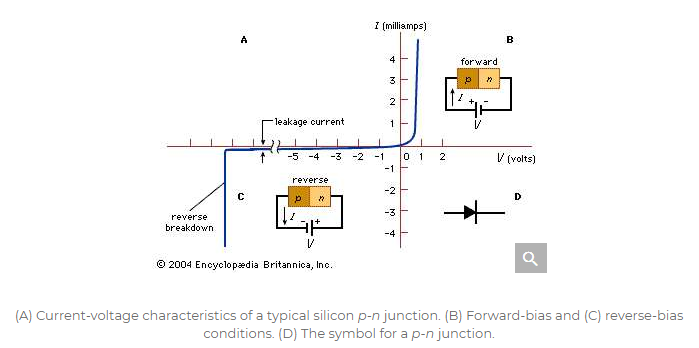 I (milliamps)
A
B
4
forward
3
p n
2
I + -
leakage current
1
V
-5 -4 -3 -2 -1 0 1 2 V (volts)
-1
reverse
-2
C
p n
D
I - +
-3
reverse
breakdown
-4
V
© 2004 Encyclopædia Britannica, Inc.
(A) Current-voltage characteristics of a typical silicon p-n junction. (B) Forward-bias and (C) reverse-bias
conditions. (D) The symbol for a p-n junction.